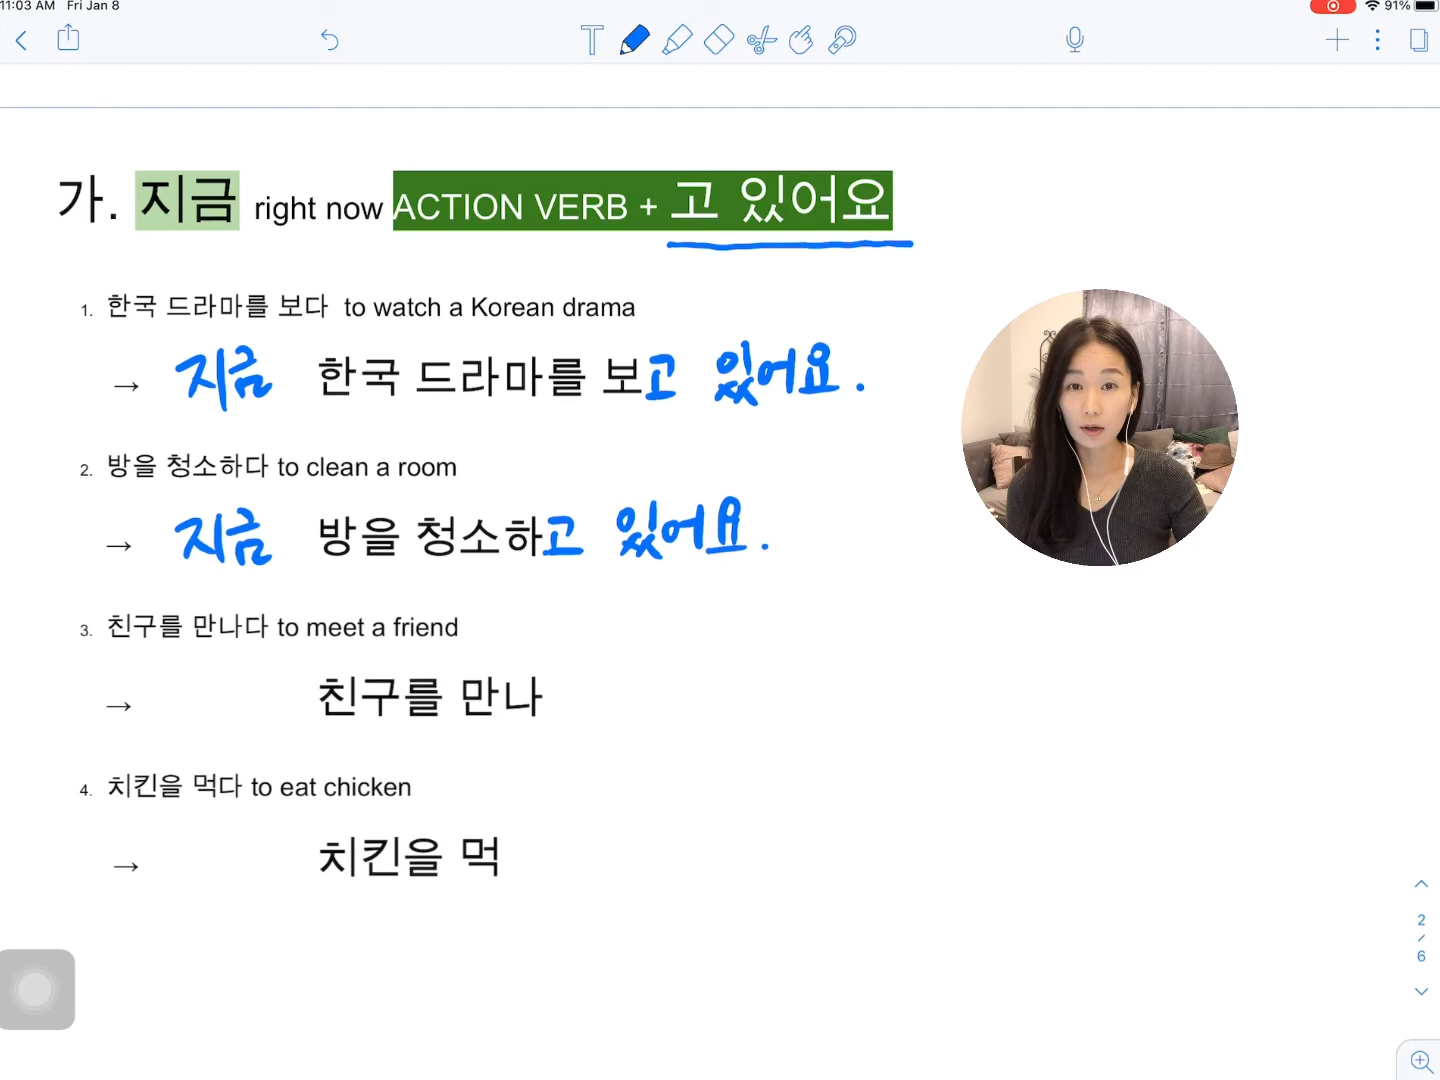 11:03 AM Fri Jan 8 91%
T
가. 지금 right now ACTION VERB + 고 있어요
1. 한국 드라마를 보다 to watch a Korean drama
→ 지금 한국 드라마를 보고 있어요.
2. 방을 청소하다 to clean a room
→ 지금 방을 청소하고 있어요.
3. 친구를 만나다 to meet a friend
→ 친구를 만나
4. 치킨을 먹다 to eat chicken
→ 치킨을 먹
2
/
6